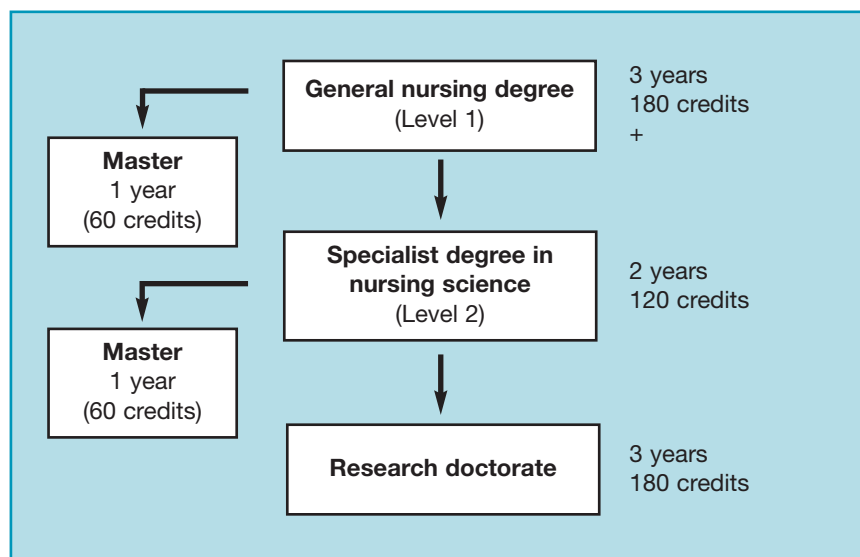 General nursing degree
(Level 1)
3 years
180 credits
+
Master
1 year
(60 credits)
Specialist degree in
nursing science
(Level 2)
2 years
120 credits
Master
1 year
(60 credits)
Research doctorate
3 years
180 credits